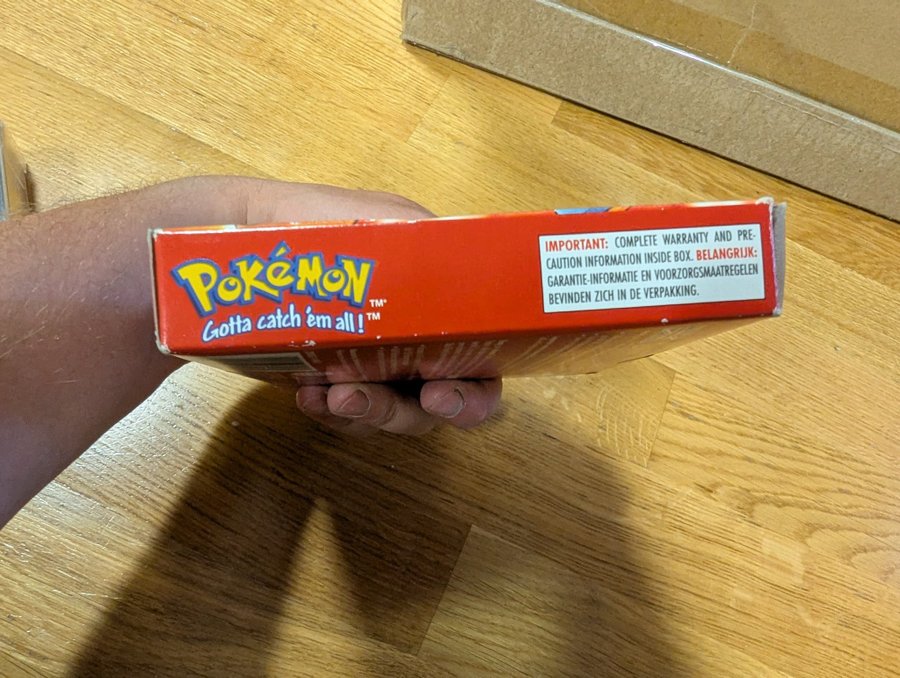 POKéMON
TM
Gotta catch 'em all!
TM
IMPORTANT: COMPLETE WARRANTY AND PRE-
CAUTION INFORMATION INSIDE BOX. BELANGRIJK:
GARANTIE-INFORMATIE EN VOORZORGSMAATREGELEN
BEVINDEN ZICH IN DE VERPAKKING.